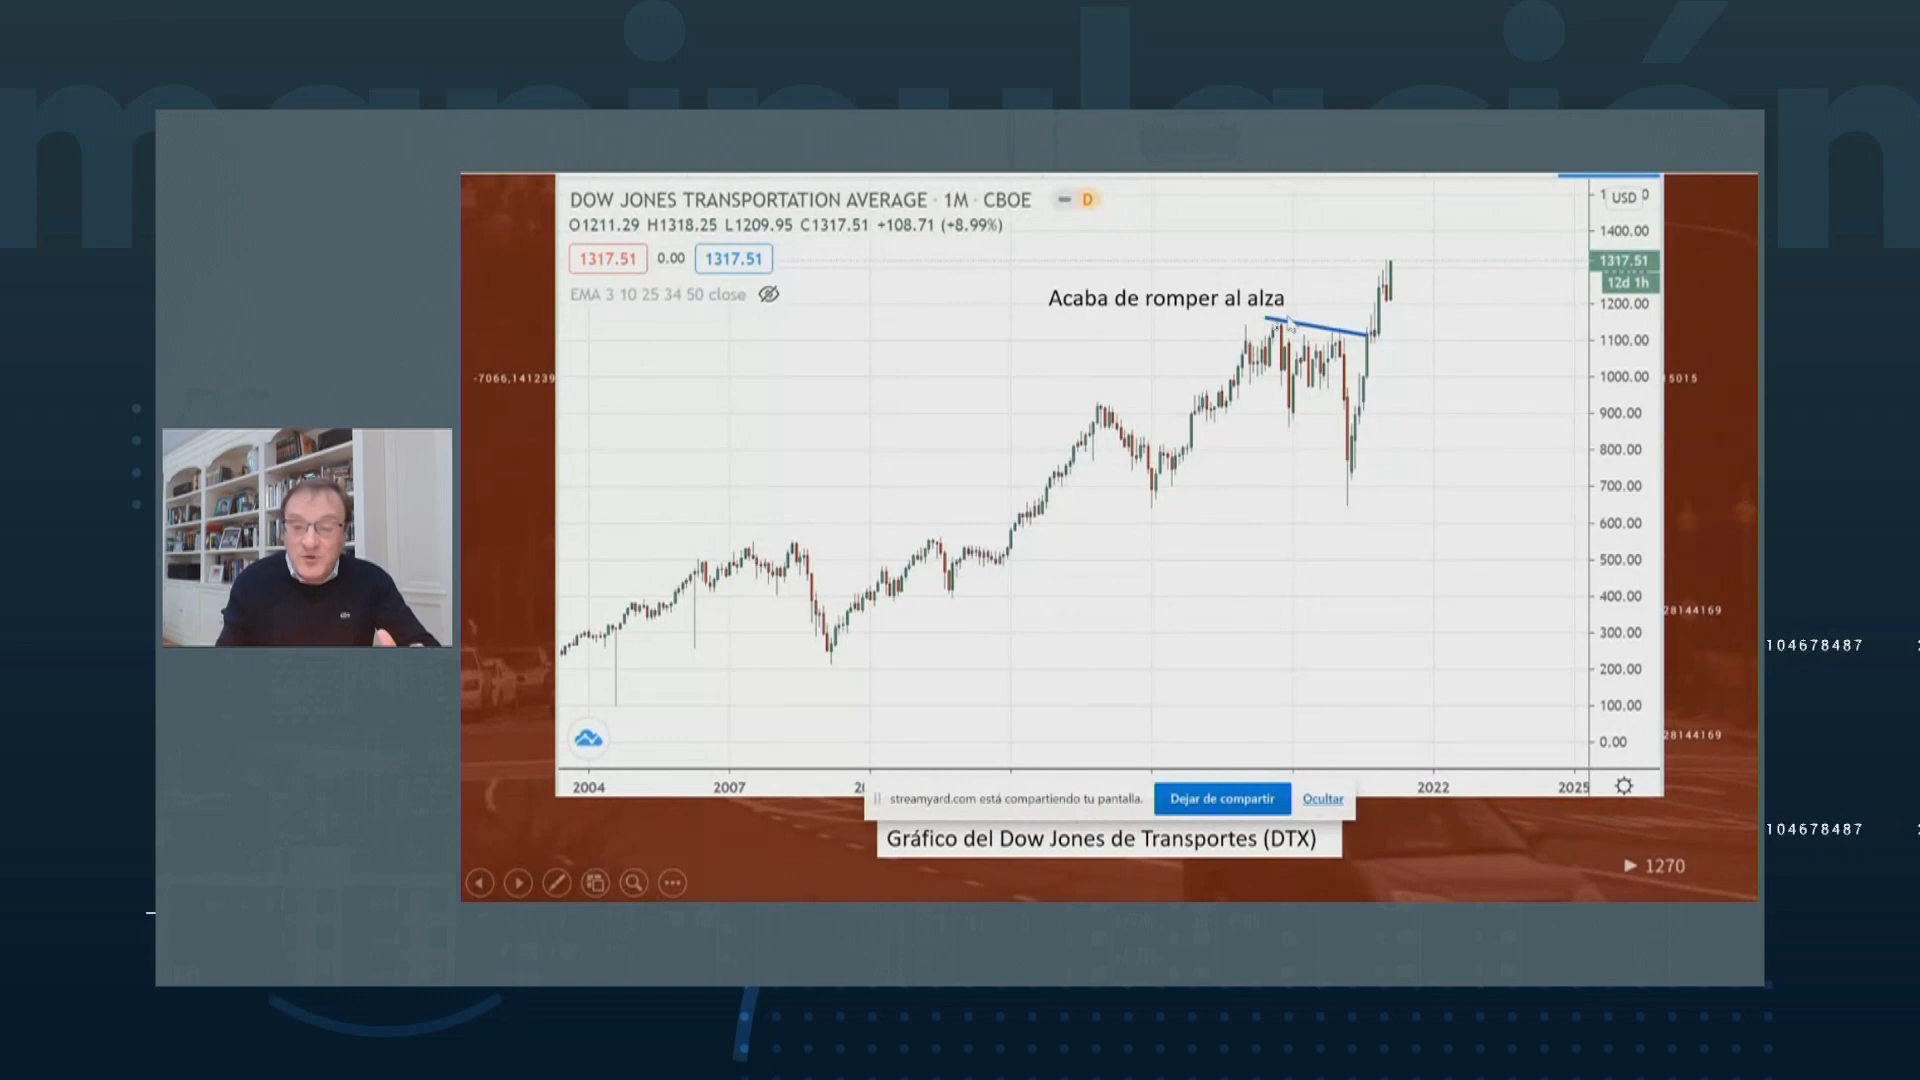 manipulación
DOW JONES TRANSPORTATION AVERAGE · 1M · CBOE
D
O1211.29 H1318.25 L1209.95 C1317.51 +108.71 (+8.99%)
1317.51 0.00 1317.51
EMA 3 10 25 34 50 close
Acaba de romper al alza
USD
1400.00
1317.51
12d 1h
1200.00
1100.00
1000.00
900.00
800.00
700.00
600.00
500.00
400.00
300.00
200.00
100.00
0.00
-7066,141239
5015
28144169
28144169
104678487
104678487
2004 2007 2022 2025
streamyard.com está compartiendo tu pantalla. Dejar de compartir Ocultar
Gráfico del Dow Jones de Transportes (DTX)
1270